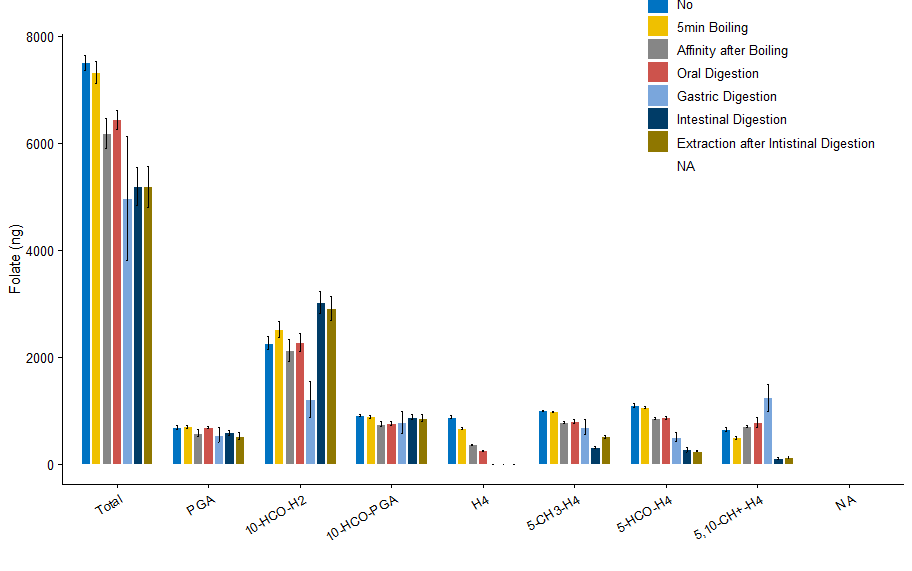 No
5min Boiling
Affinity after Boiling
Oral Digestion
Gastric Digestion
Intestinal Digestion
Extraction after Intistinal Digestion
NA
Folate (ng)
8000
6000
4000
2000
0
Total
PGA
10-HCO-H2
10-HCO-PGA
H4
5-CH3-H4
5-HCO-H4
5,10-CH+-H4
NA